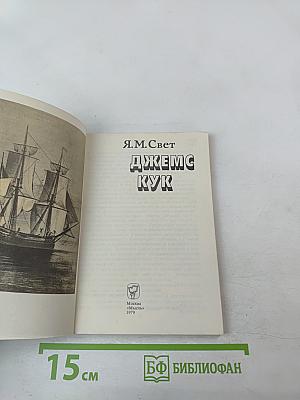 Я.М.Свет
ДЖЕМС
КУК
Москва
«Мысль»
1979
15 см
БФ БИБЛИОФАН